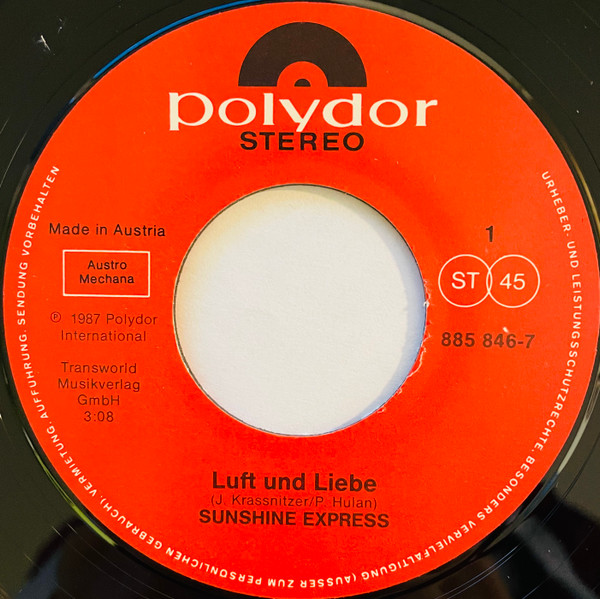 polydor
STEREO
Made in Austria
Austro
Mechana
℗ 1987 Polydor
International
Transworld
Musikverlag
GmbH
3:08
1
ST 45
885 846-7
Luft und Liebe
(J. Krassnitzer/P. Hulan)
SUNSHINE EXPRESS
URHEBER- UND LEISTUNGSSCHUTZRECHTE, BESONDERS VERVIELFÄLTIGUNG (AUSSER ZUM PERSÖNLICHEN GEBRAUCH), VERMIETUNG, AUFFÜHRUNG, SENDUNG VORBEHALTEN